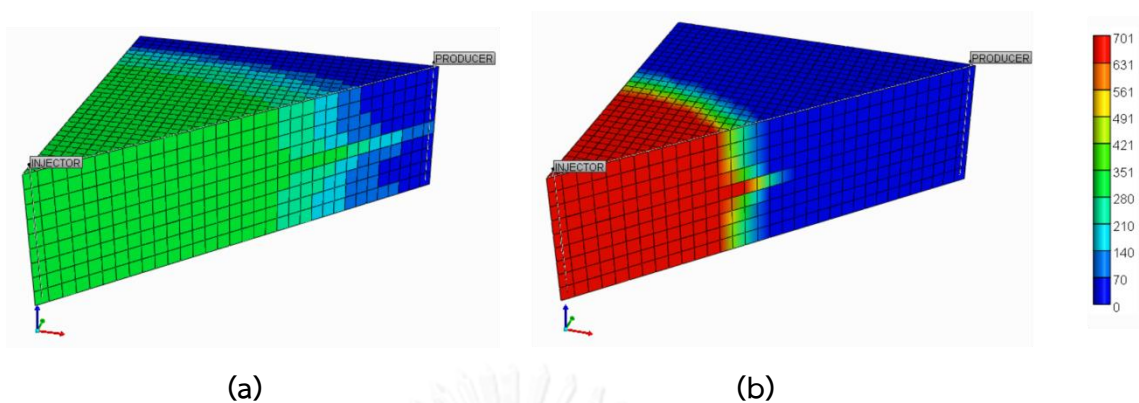 PRODUCER
INJECTOR
PRODUCER
INJECTOR
701
631
561
491
421
351
280
210
140
70
0
(a)
(b)